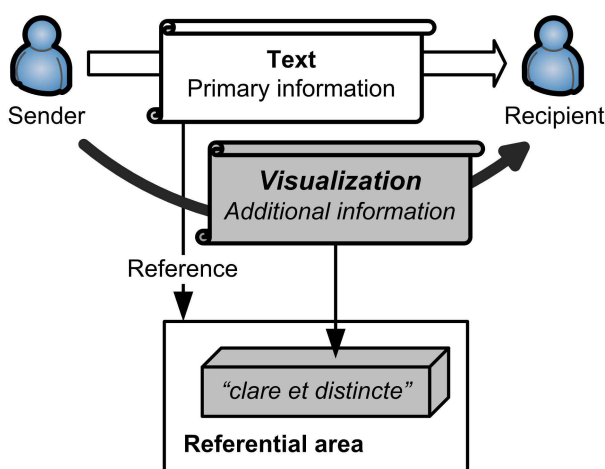 Text
Primary information
Sender
Recipient
Visualization
Additional information
Reference
“clare et distincte”
Referential area